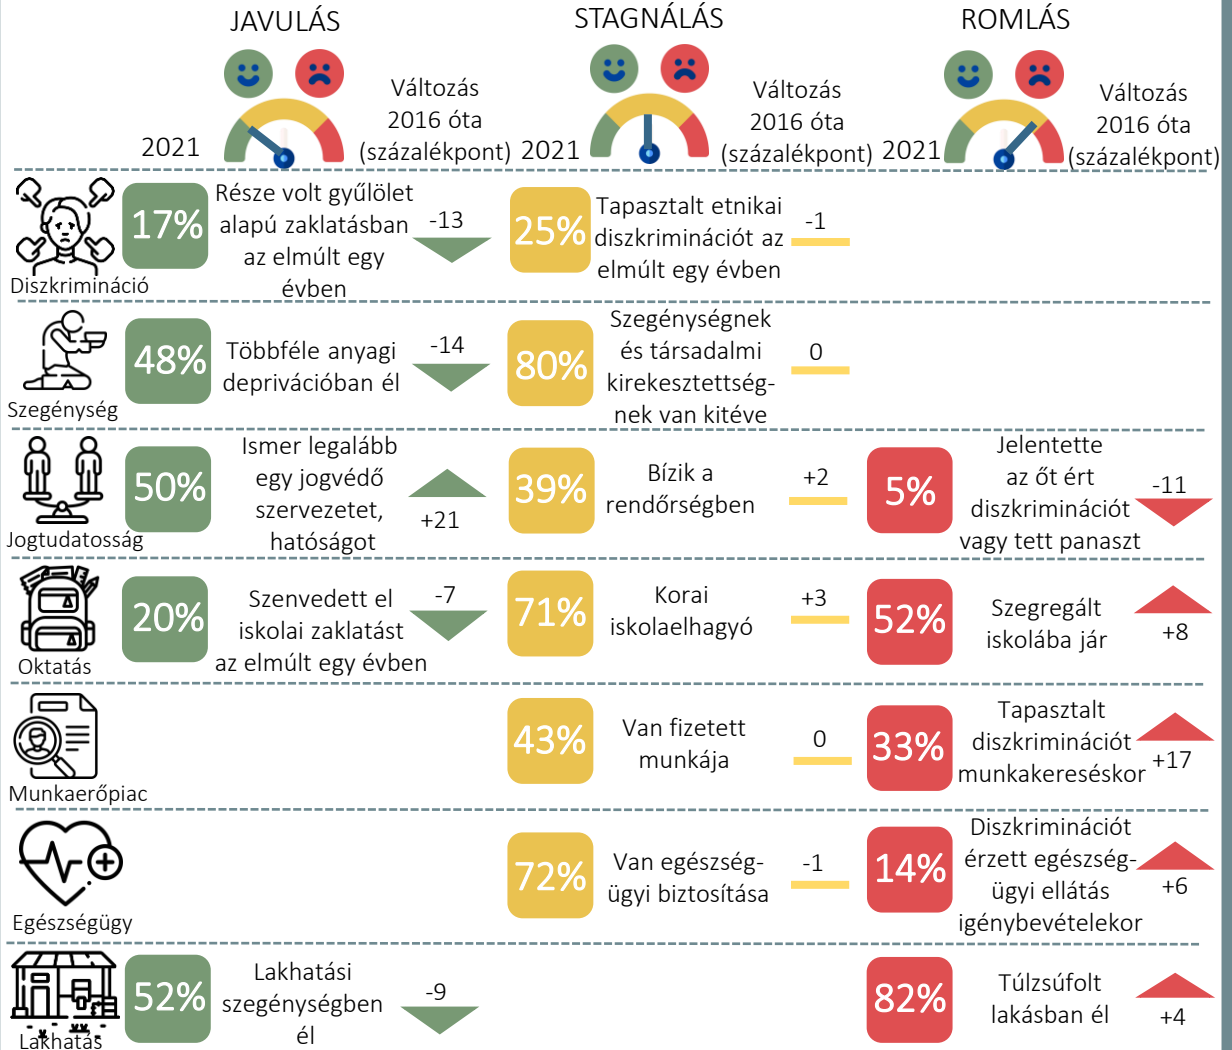 JAVULÁS
STAGNÁLÁS
ROMLÁS
2021
Változás
2016 óta
(százalékpont)
2021
Változás
2016 óta
(százalékpont)
2021
Változás
2016 óta
(százalékpont)
Diszkrimináció
17%
Része volt gyűlölet
alapú zaklatásban
az elmúlt egy
évben
-13
25%
Tapasztalt etnikai
diszkriminációt az
elmúlt egy évben
-1
Szegénység
48%
Többféle anyagi
deprivációban él
-14
80%
Szegénységnek
és társadalmi
kirekesztettség-
nek van kitéve
0
Jogtudatosság
50%
Ismer legalább
egy jogvédő
szervezetet,
hatóságot
+21
39%
Bízik a
rendőrségben
+2
5%
Jelentette
az őt ért
diszkriminációt
vagy tett panaszt
-11
Oktatás
20%
Szenvedett el
iskolai zaklatást
az elmúlt egy évben
-7
71%
Korai
iskolaelhagyó
+3
52%
Szegregált
iskolába jár
+8
Munkaerőpiac
43%
Van fizetett
munkája
0
33%
Tapasztalt
diszkriminációt
munkakereséskor
+17
Egészségügy
72%
Van egészség-
ügyi biztosítása
-1
14%
Diszkriminációt
érzett egészség-
ügyi ellátás
igénybevételekor
+6
Lakhatás
52%
Lakhatási
szegénységben
él
-9
82%
Túlzsúfolt
lakásban él
+4